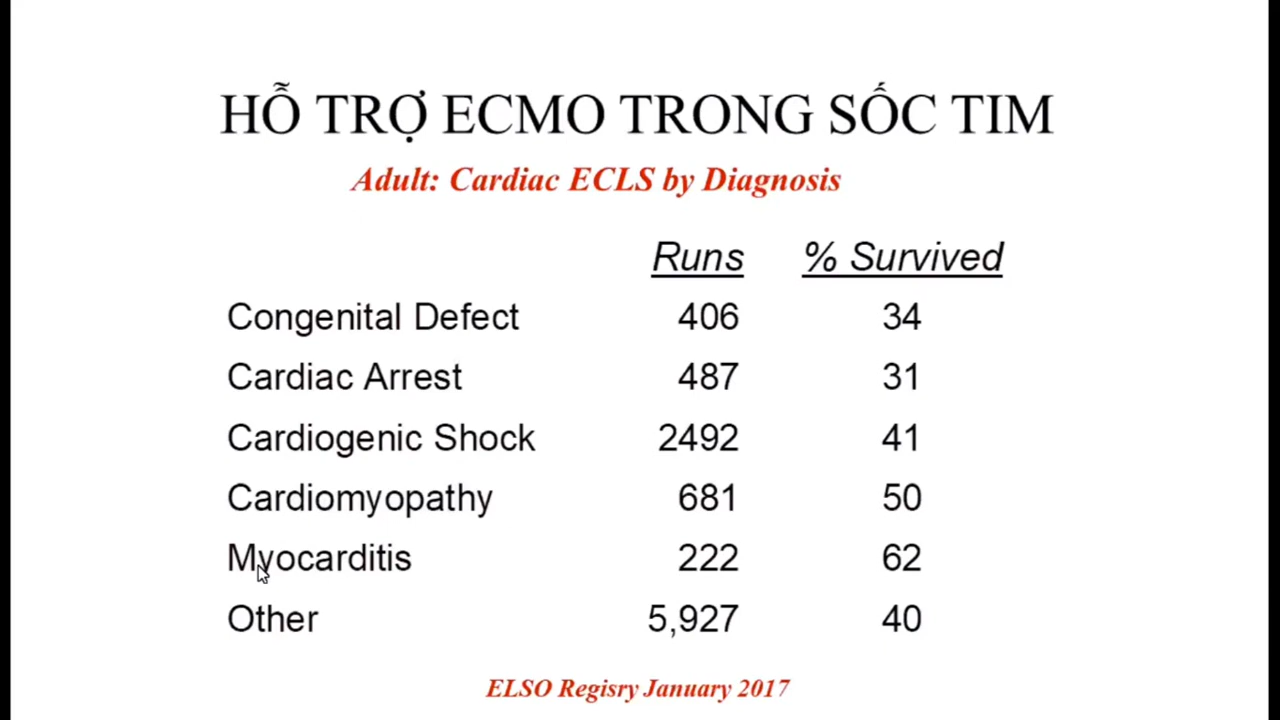 HỖ TRỢ ECMO TRONG SỐC TIM
Adult: Cardiac ECLS by Diagnosis
Runs % Survived
Congenital Defect 406 34
Cardiac Arrest 487 31
Cardiogenic Shock 2492 41
Cardiomyopathy 681 50
Myocarditis 222 62
Other 5,927 40
ELSO Regisry January 2017